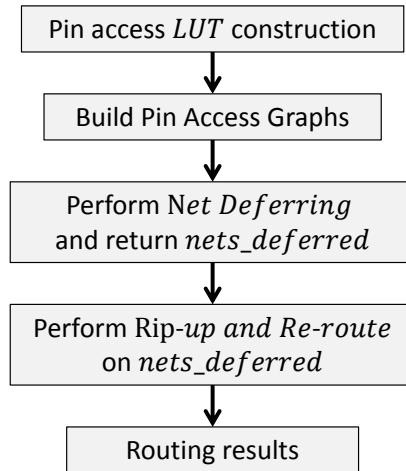 Pin access LUT construction
Build Pin Access Graphs
Perform Net Deferring
and return nets_deferred
Perform Rip-up and Re-route
on nets_deferred
Routing results